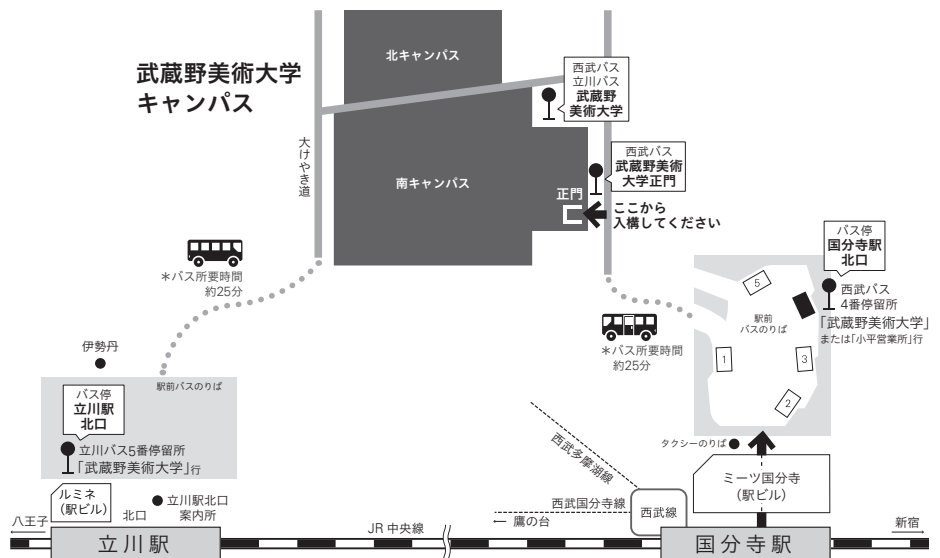 武蔵野美術大学
キャンパス
北キャンパス
西武バス
立川バス
武蔵野
美術大学
大けやき道
南キャンパス
西武バス
武蔵野美術
大学正門
正門
ここから
入構してください
＊バス所要時間
約25分
バス停
国分寺駅
北口
西武バス
4番停留所
「武蔵野美術大学」
または「小平営業所」行
5
駅前
バスのりば
1
3
2
＊バス所要時間
約25分
伊勢丹
駅前バスのりば
バス停
立川駅
北口
立川バス5番停留所
「武蔵野美術大学」行
タクシーのりば
西武多摩湖線
ミーツ国分寺
（駅ビル）
ルミネ
（駅ビル）
北口
立川駅北口
案内所
西武国分寺線
← 鷹の台
西武線
八王子
JR 中央線
新宿
立川駅
国分寺駅